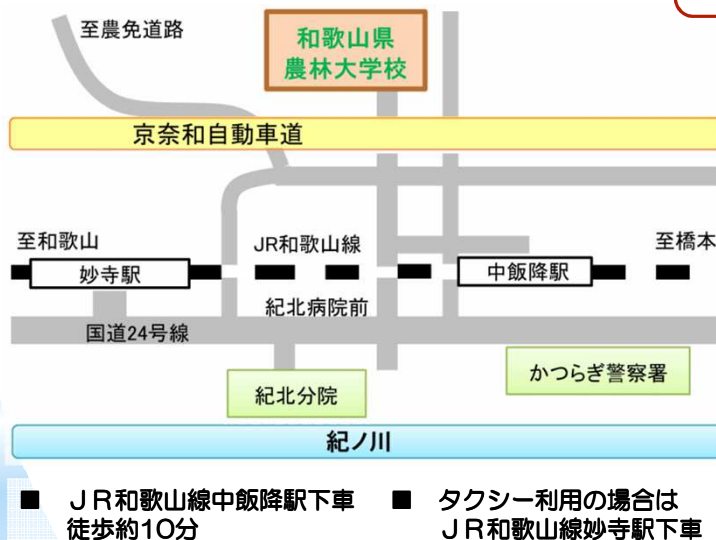 至農免道路
和歌山県
農林大学校
京奈和自動車道
至和歌山
JR和歌山線
至橋本
妙寺駅
中飯降駅
紀北病院前
国道24号線
かつらぎ警察署
紀北分院
紀ノ川
■ JR和歌山線中飯降駅下車
徒歩約10分
■ タクシー利用の場合は
JR和歌山線妙寺駅下車